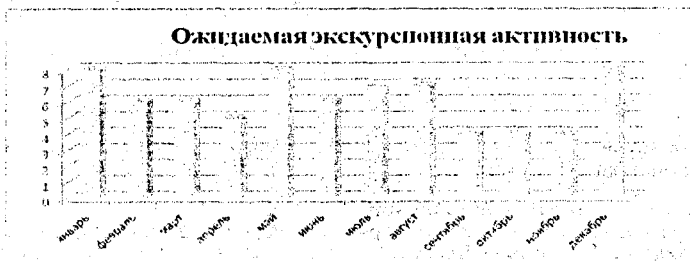 Ожидаемая экскурсионная активность
8
7
6
5
4
3
2
1
0
январь
февраль
март
апрель
май
июнь
июль
август
сентябрь
октябрь
ноябрь
декабрь